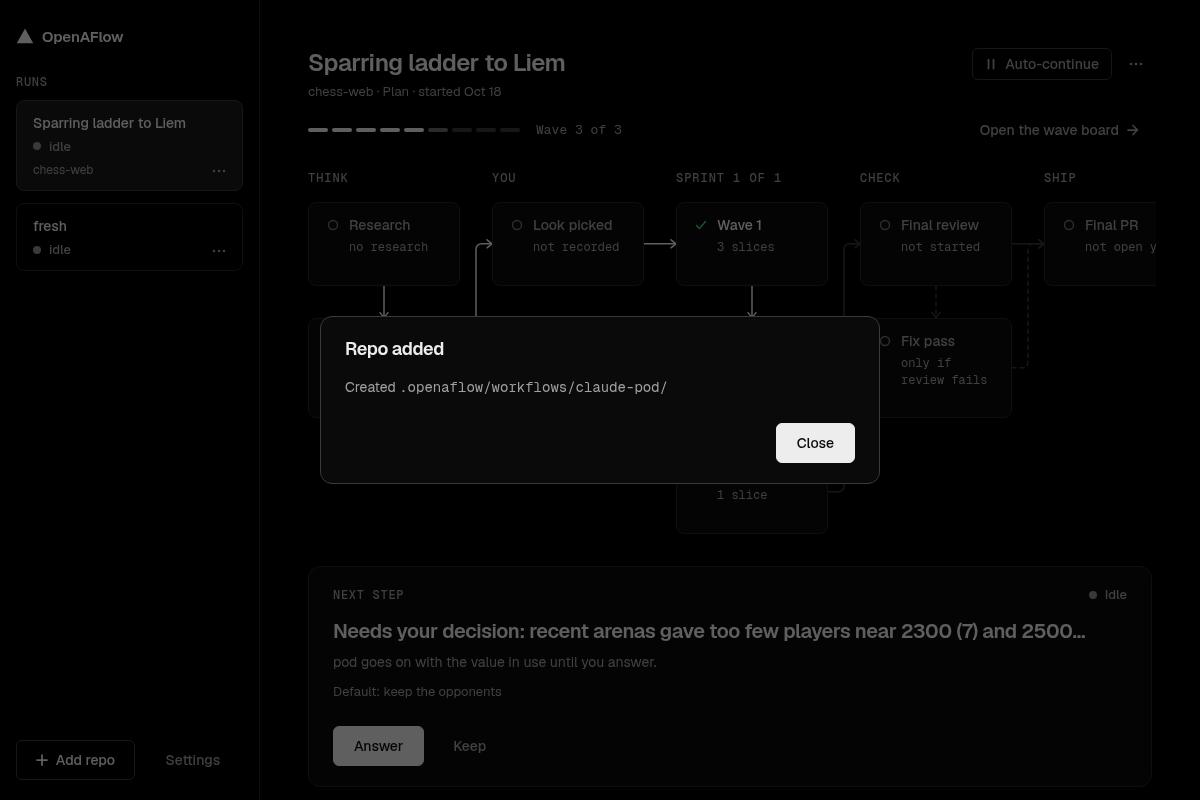 OpenAFlow
RUNS
Sparring ladder to Liem
idle
chess-web
fresh
idle
Add repo
Settings
Sparring ladder to Liem
chess-web · Plan · started Oct 18
Auto-continue
Wave 3 of 3
Open the wave board
THINK
YOU
SPRINT 1 OF 1
CHECK
SHIP
Research
no research
Look picked
not recorded
Wave 1
3 slices
Final review
not started
Final PR
not open y
Fix pass
only if
review fails
1 slice
Repo added
Created .openaflow/workflows/claude-pod/
Close
NEXT STEP
Idle
Needs your decision: recent arenas gave too few players near 2300 (7) and 2500...
pod goes on with the value in use until you answer.
Default: keep the opponents
Answer
Keep